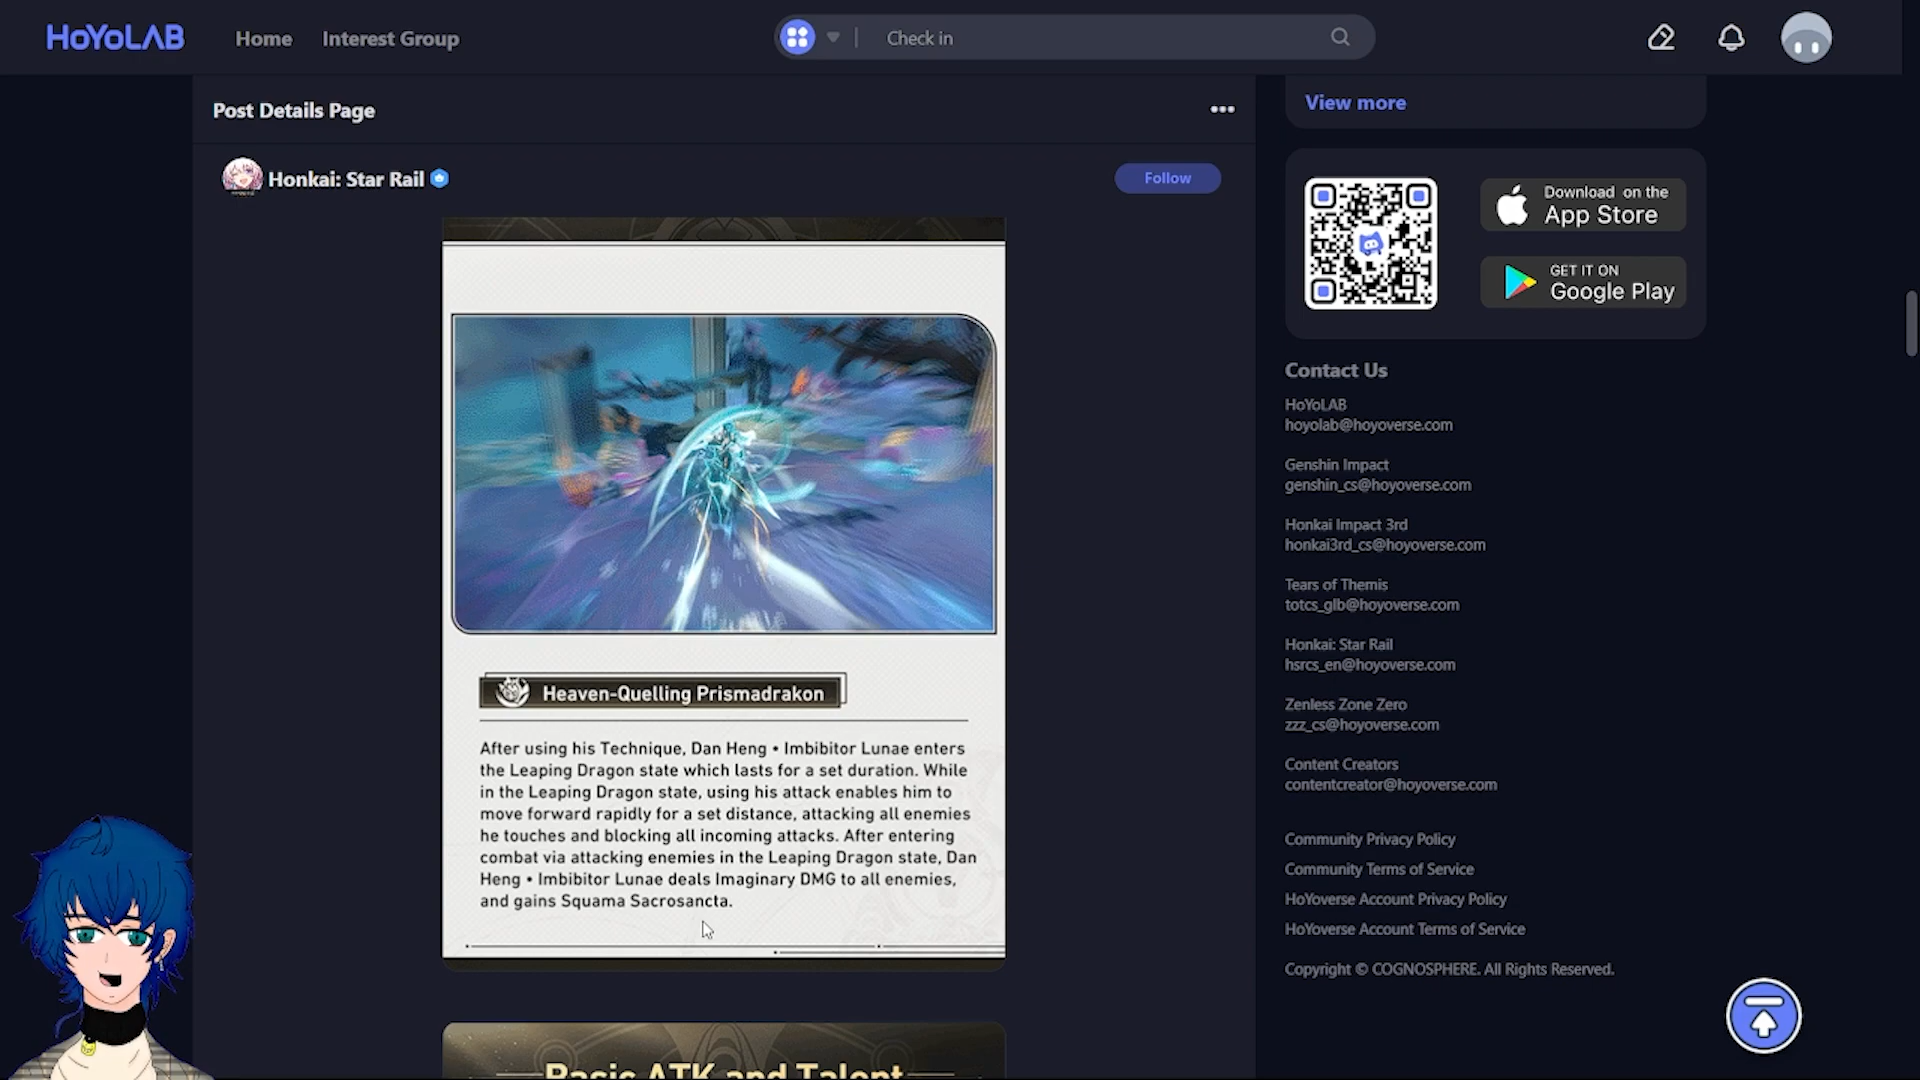 HoYoLAB
Home
Interest Group
Check in
Post Details Page
Honkai: Star Rail
Follow
Heaven-Quelling Prismadrakon
After using his Technique, Dan Heng • Imbibitor Lunae enters
the Leaping Dragon state which lasts for a set duration. While
in the Leaping Dragon state, using his attack enables him to
move forward rapidly for a set distance, attacking all enemies
he touches and blocking all incoming attacks. After entering
combat via attacking enemies in the Leaping Dragon state, Dan
Heng • Imbibitor Lunae deals Imaginary DMG to all enemies,
and gains Squama Sacrosancta.
Basic ATK and Talent
View more
Download on the
App Store
GET IT ON
Google Play
Contact Us
HoYoLAB
hoyolab@hoyoverse.com
Genshin Impact
genshin_cs@hoyoverse.com
Honkai Impact 3rd
honkai3rd_cs@hoyoverse.com
Tears of Themis
totcs_glb@hoyoverse.com
Honkai: Star Rail
hsrcs_en@hoyoverse.com
Zenless Zone Zero
zzz_cs@hoyoverse.com
Content Creators
contentcreator@hoyoverse.com
Community Privacy Policy
Community Terms of Service
HoYoverse Account Privacy Policy
HoYoverse Account Terms of Service
Copyright © COGNOSPHERE. All Rights Reserved.